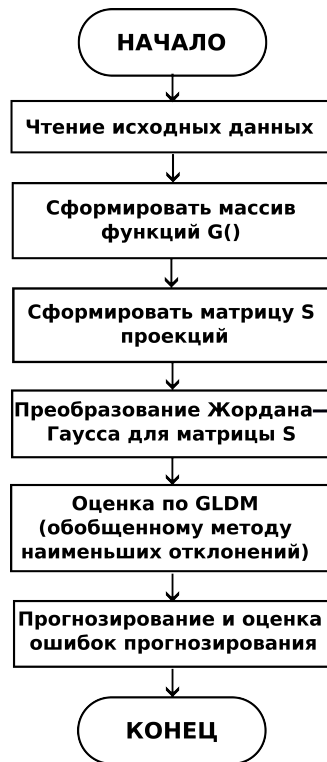 НАЧАЛО
Чтение исходных данных
Сформировать массив
функций G()
Сформировать матрицу S
проекций
Преобразование Жордана—
Гаусса для матрицы S
Оценка по GLDM
(обобщенному методу
наименьших отклонений)
Прогнозирование и оценка
ошибок прогнозирования
КОНЕЦ